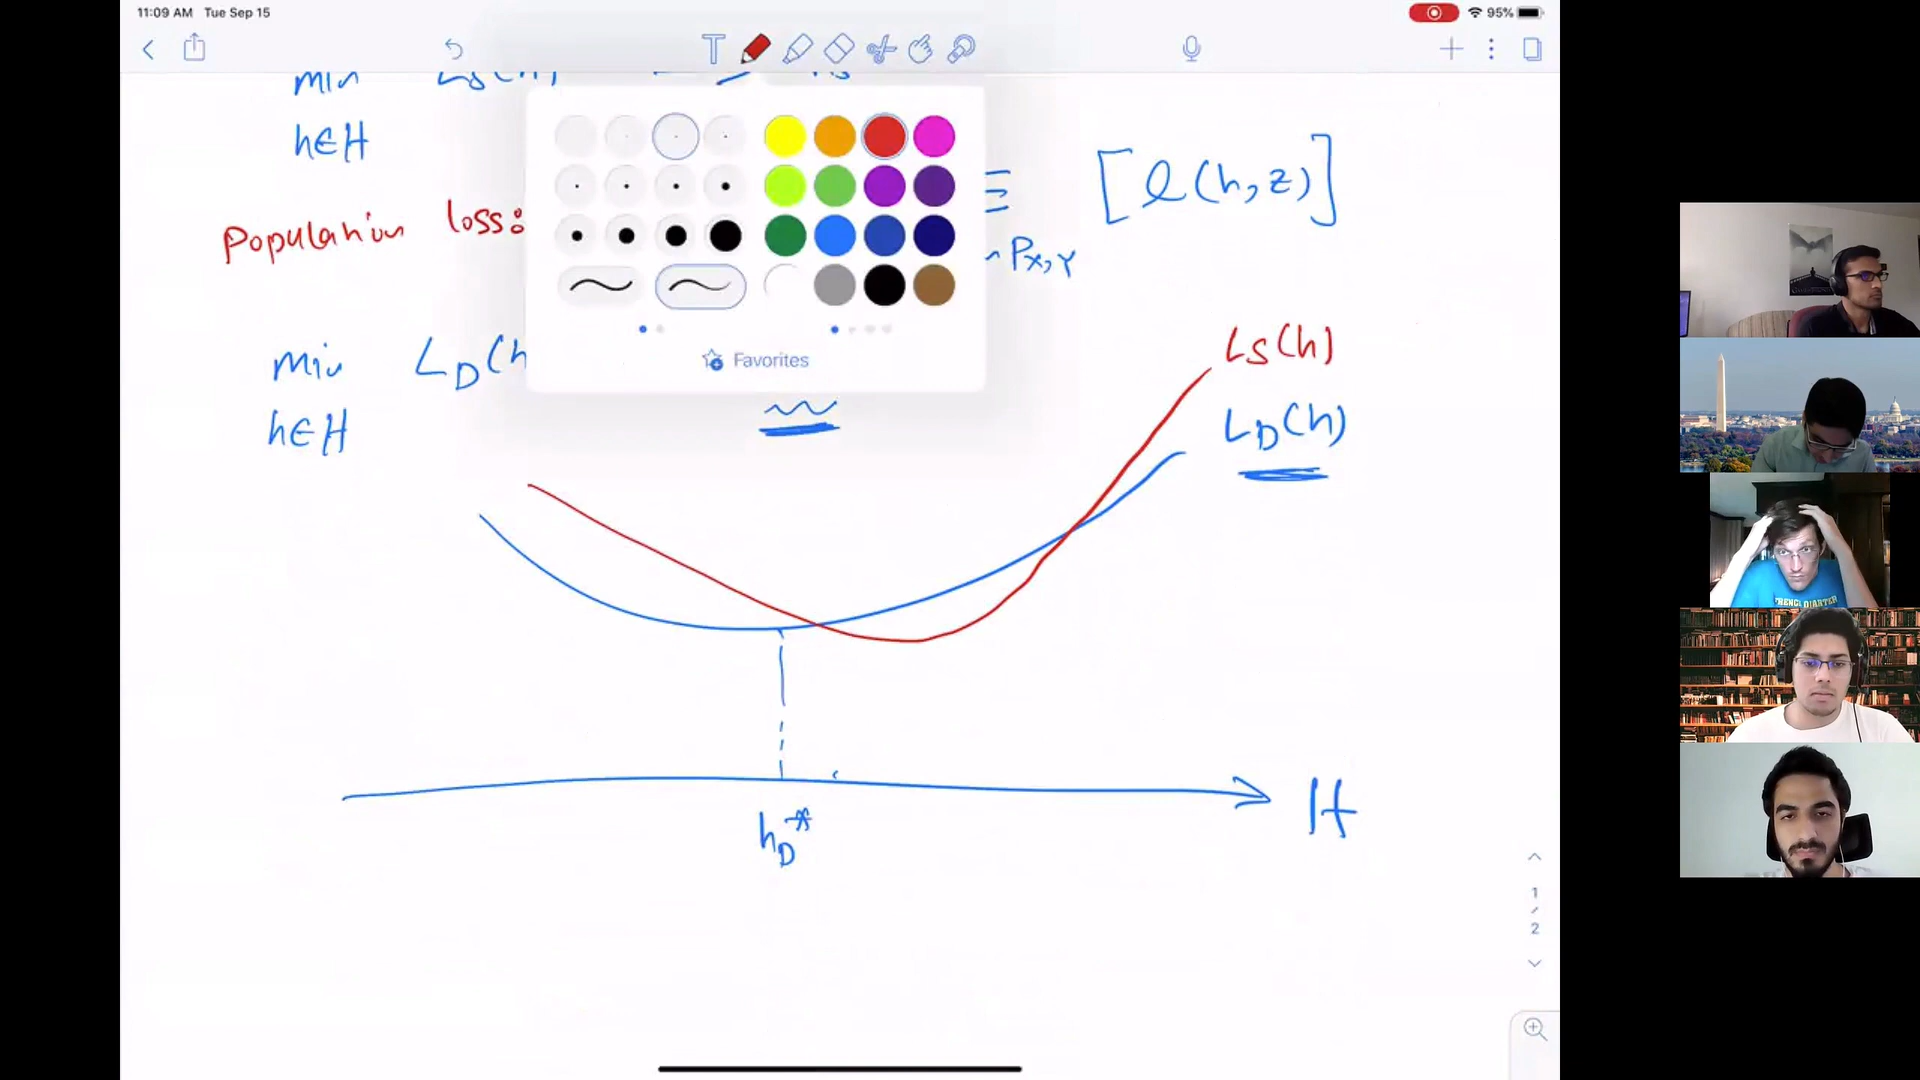 11:09 AM Tue Sep 15
95%
T
min
h∈H
[ℓ(h,z)]
Population loss:
~ P_{X,Y}
min L_D(h
h∈H
Favorites
L_S(h)
L_D(h)
h_D^*
H
1
/
2